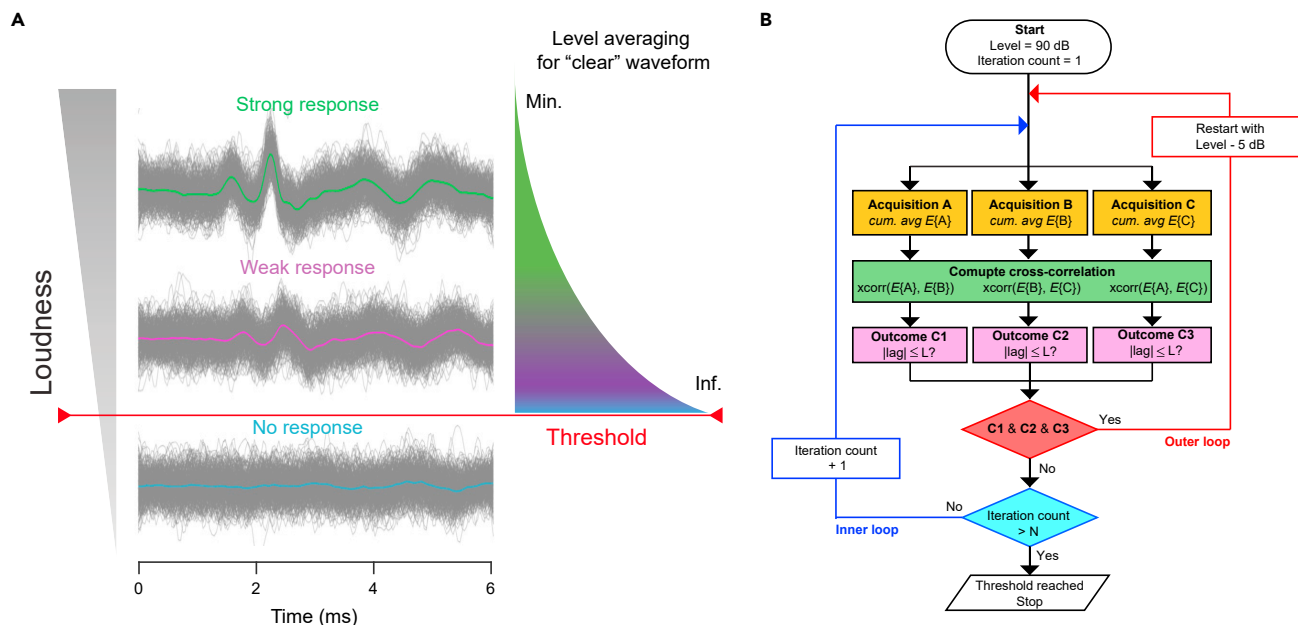 A
Level averaging
for “clear” waveform
Min.
Strong response
Weak response
Inf.
Threshold
No response
Loudness
0
2
4
6
Time (ms)
B
Start
Level = 90 dB
Iteration count = 1
Restart with
Level - 5 dB
Acquisition A
cum. avg E{A}
Acquisition B
cum. avg E{B}
Acquisition C
cum. avg E{C}
Comupte cross-correlation
xcorr(E{A}, E{B})
xcorr(E{B}, E{C})
xcorr(E{A}, E{C})
Outcome C1
|lag| ≤ L?
Outcome C2
|lag| ≤ L?
Outcome C3
|lag| ≤ L?
C1 & C2 & C3
Yes
Outer loop
No
Iteration count
+ 1
Iteration count
> N
No
Inner loop
Yes
Threshold reached
Stop